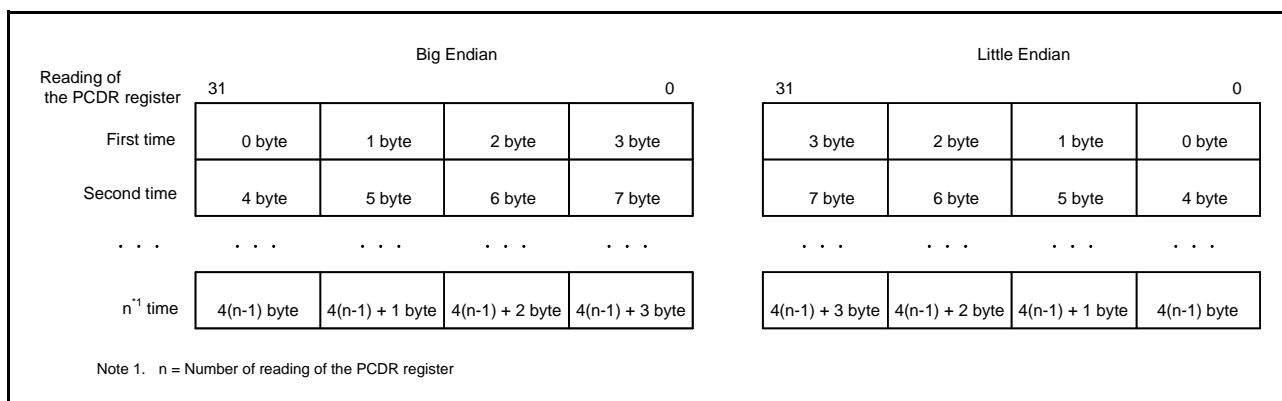 Big Endian Little Endian
Reading of
the PCDR register
31 0 31 0
First time 0 byte 1 byte 2 byte 3 byte 3 byte 2 byte 1 byte 0 byte
Second time 4 byte 5 byte 6 byte 7 byte 7 byte 6 byte 5 byte 4 byte
. . . . . . . . . . . . . . . . . . . . . . . . . . .
n*1 time 4(n-1) byte 4(n-1) + 1 byte 4(n-1) + 2 byte 4(n-1) + 3 byte 4(n-1) + 3 byte 4(n-1) + 2 byte 4(n-1) + 1 byte 4(n-1) byte
Note 1. n = Number of reading of the PCDR register